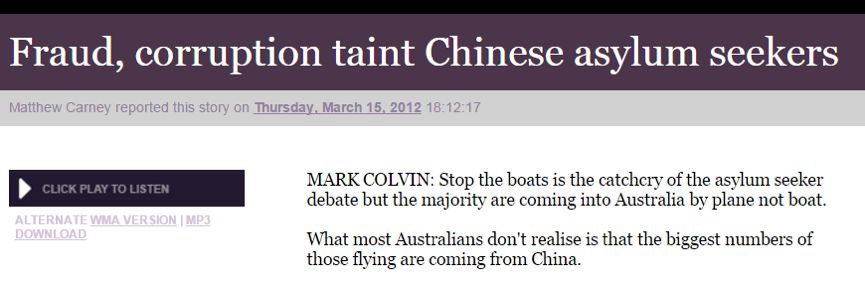 Fraud, corruption taint Chinese asylum seekers
Matthew Carney reported this story on Thursday, March 15, 2012 18:12:17
CLICK PLAY TO LISTEN
ALTERNATE WMA VERSION | MP3
DOWNLOAD
MARK COLVIN: Stop the boats is the catchcry of the asylum seeker
debate but the majority are coming into Australia by plane not boat.
What most Australians don't realise is that the biggest numbers of
those flying are coming from China.